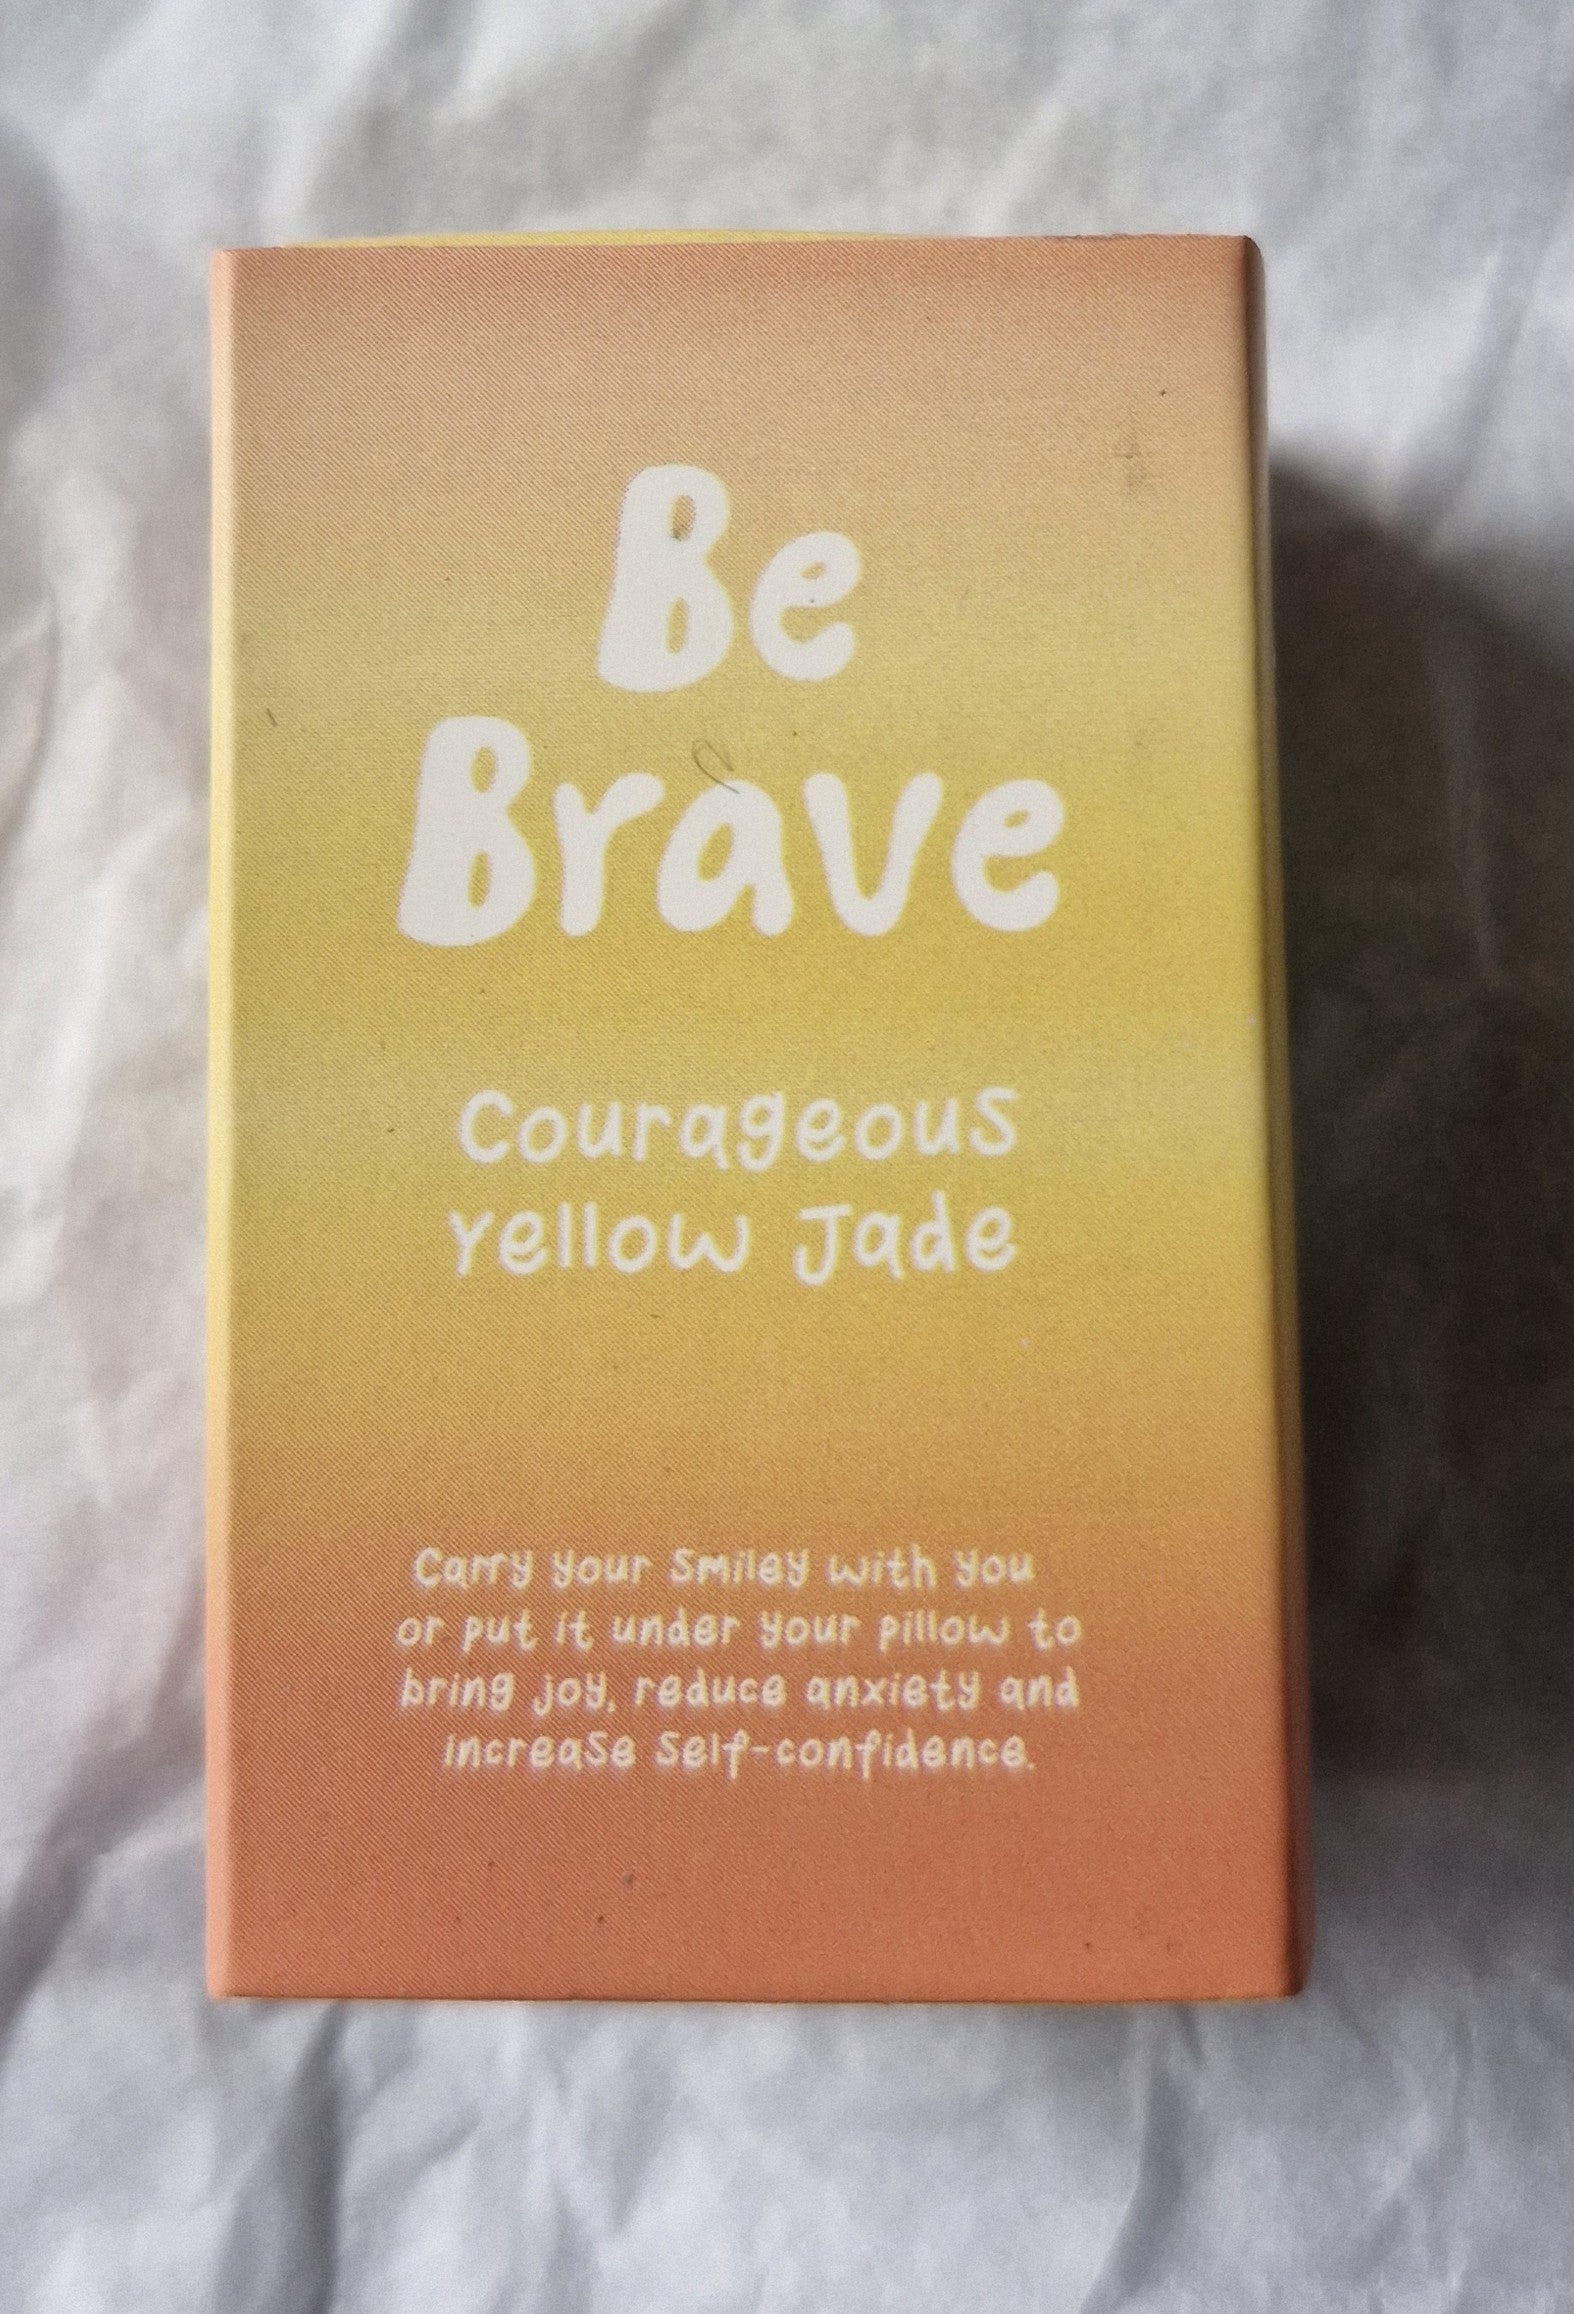 Be
Brave
Courageous
Yellow Jade
Carry your Smiley with you
or put it under your pillow to
bring joy, reduce anxiety and
increase Self-confidence.